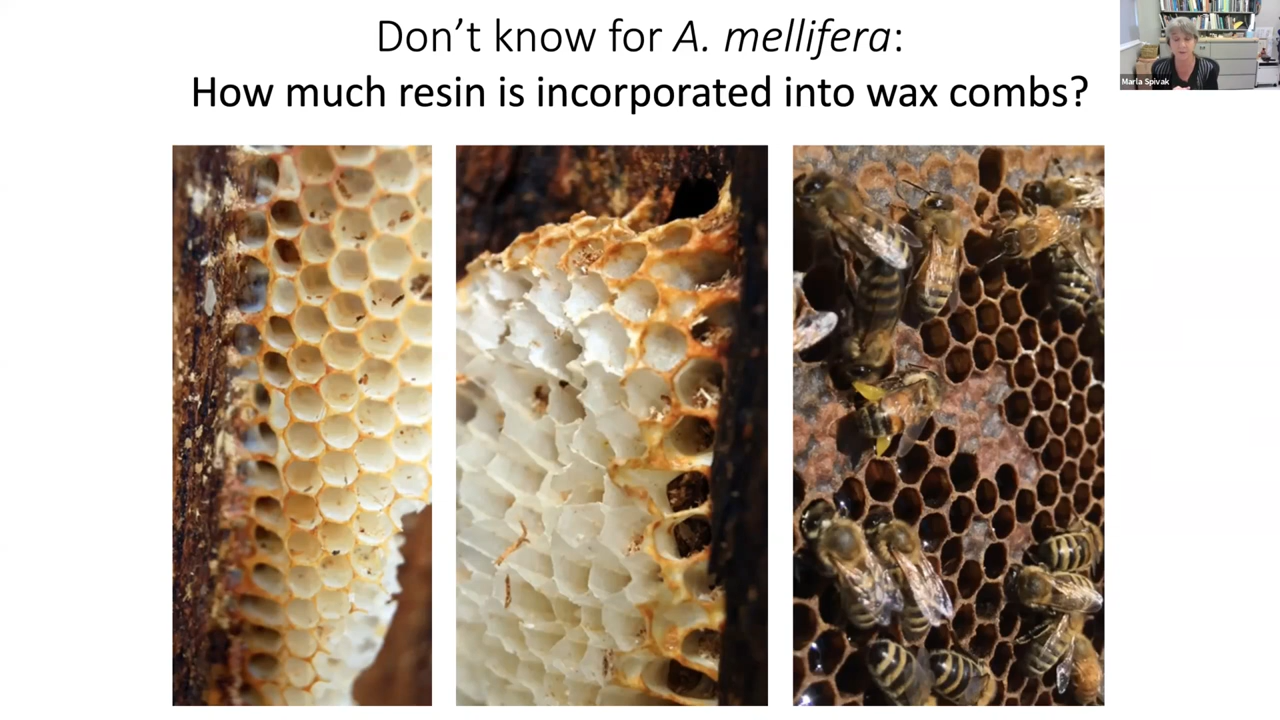 Don't know for A. mellifera:
How much resin is incorporated into wax combs?
Marla Spivak